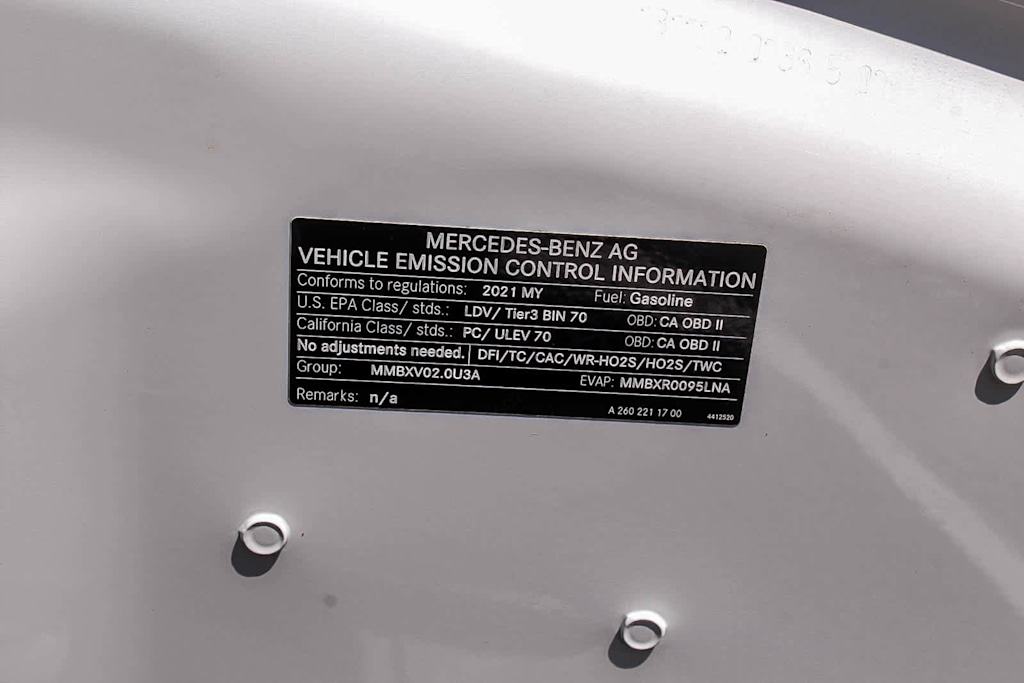 MERCEDES-BENZ AG
VEHICLE EMISSION CONTROL INFORMATION
Conforms to regulations: 2021 MY Fuel: Gasoline
U.S. EPA Class/ stds.: LDV/ Tier3 BIN 70 OBD: CA OBD II
California Class/ stds.: PC/ ULEV 70 OBD: CA OBD II
No adjustments needed. DFI/TC/CAC/WR-HO2S/HO2S/TWC
Group: MMBXV02.0U3A EVAP: MMBXR0095LNA
Remarks: n/a A 260 221 17 00 4412520